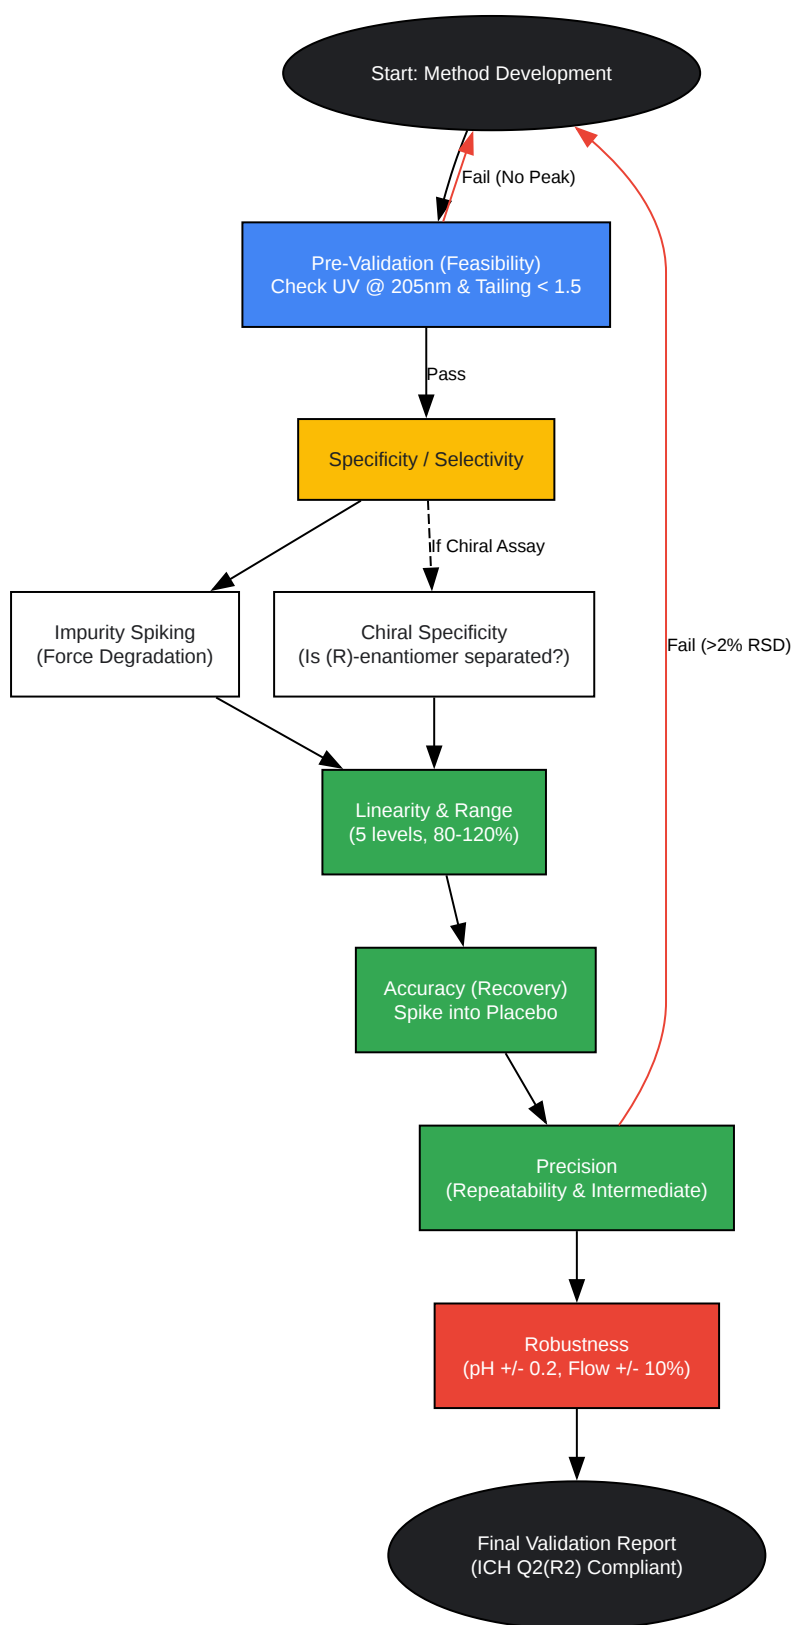 Start: Method Development
Fail (No Peak)
Pre-Validation (Feasibility)
Check UV @ 205nm & Tailing < 1.5
Pass
Specificity / Selectivity
If Chiral Assay
Impurity Spiking
(Force Degradation)
Chiral Specificity
(Is (R)-enantiomer separated?)
Fail (>2% RSD)
Linearity & Range
(5 levels, 80-120%)
Accuracy (Recovery)
Spike into Placebo
Precision
(Repeatability & Intermediate)
Robustness
(pH +/- 0.2, Flow +/- 10%)
Final Validation Report
(ICH Q2(R2) Compliant)